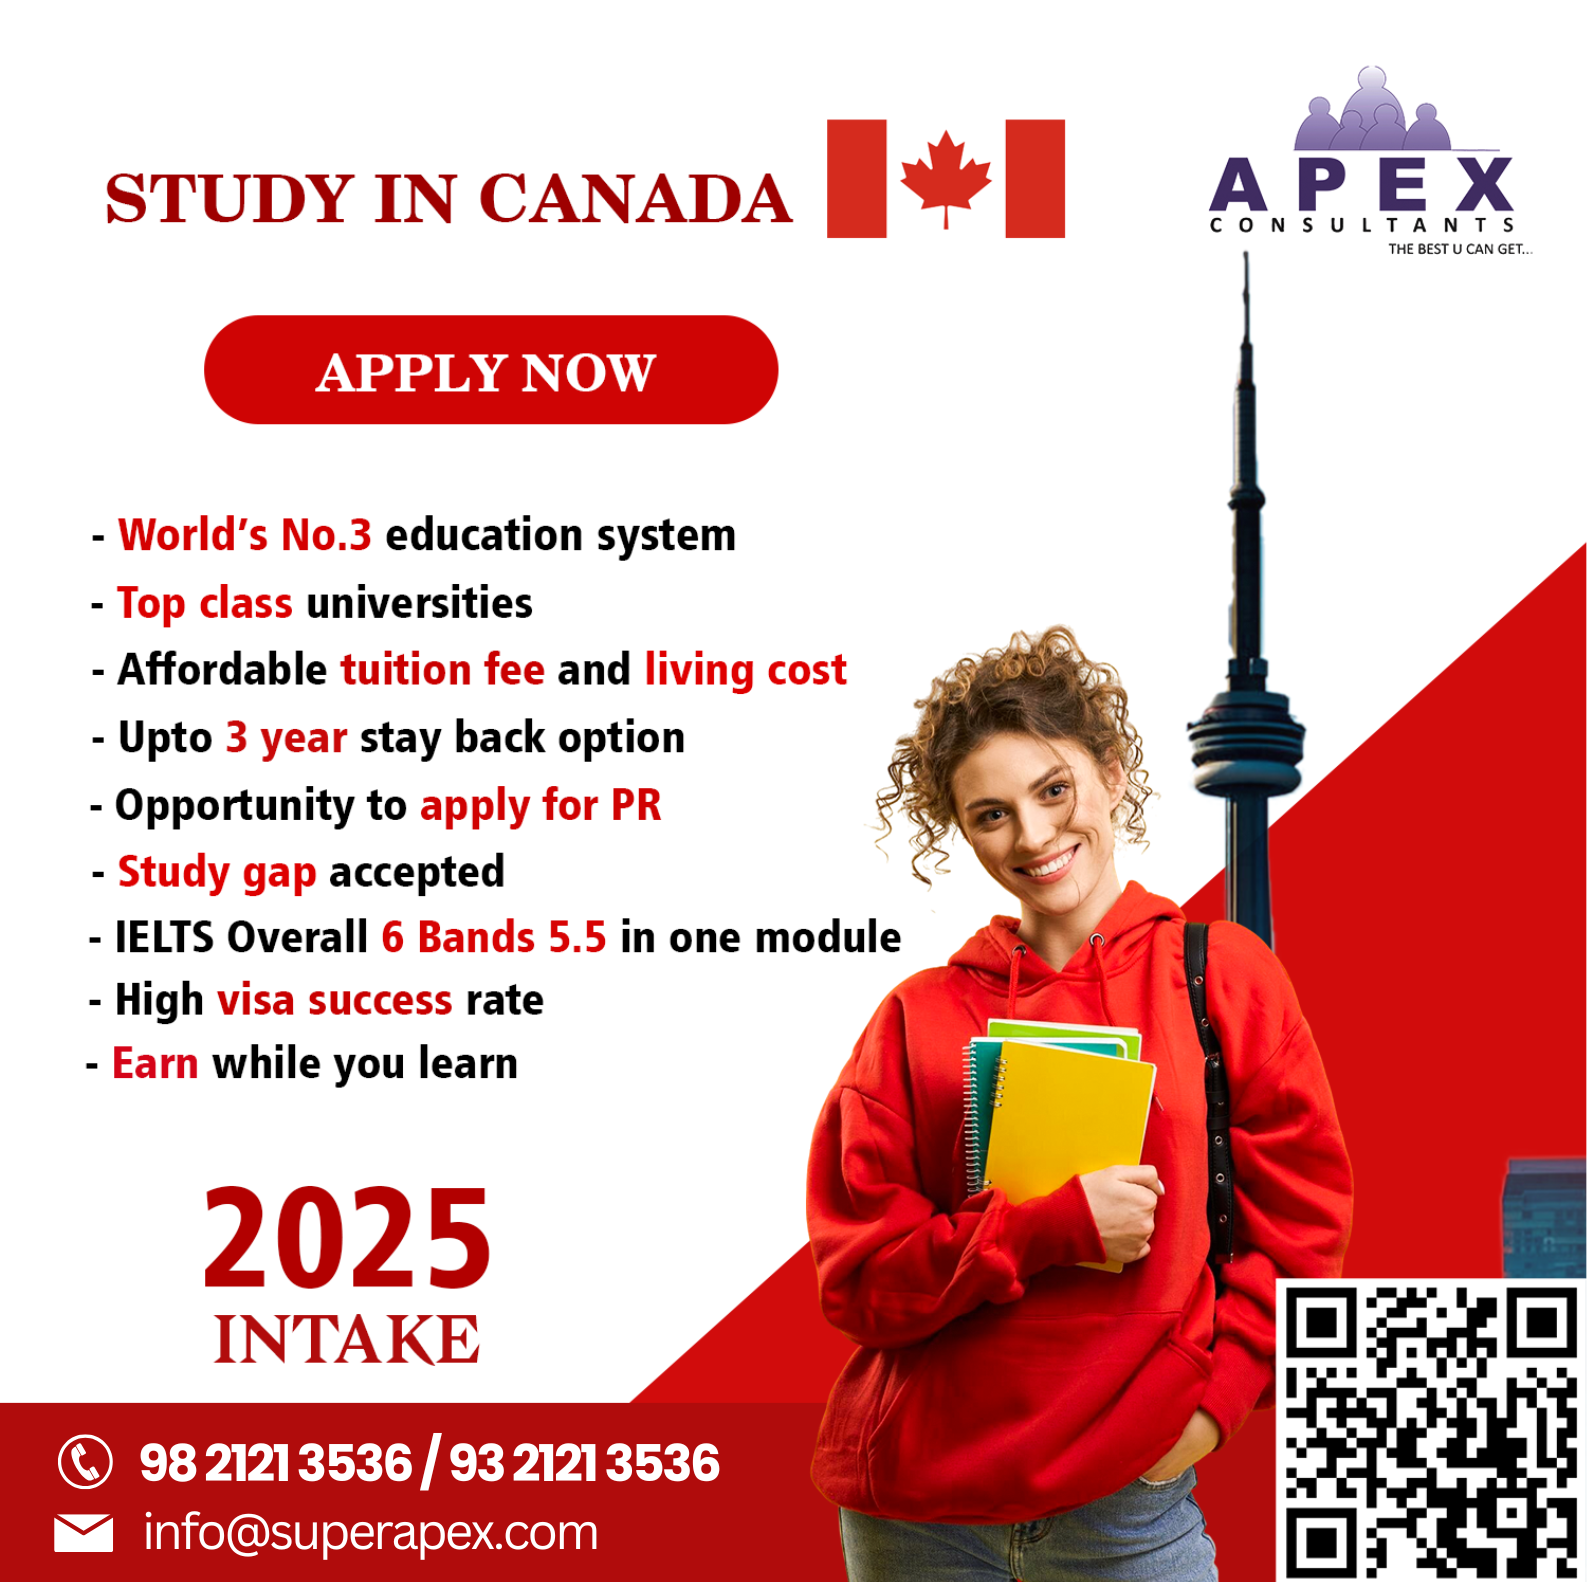 STUDY IN CANADA
APEX
CONSULTANTS
THE BEST U CAN GET...
APPLY NOW
- World's No.3 education system
- Top class universities
- Affordable tuition fee and living cost
- Upto 3 year stay back option
- Opportunity to apply for PR
- Study gap accepted
- IELTS Overall 6 Bands 5.5 in one module
- High visa success rate
- Earn while you learn
2025
INTAKE
98 2121 3536 / 93 2121 3536
info@superapex.com